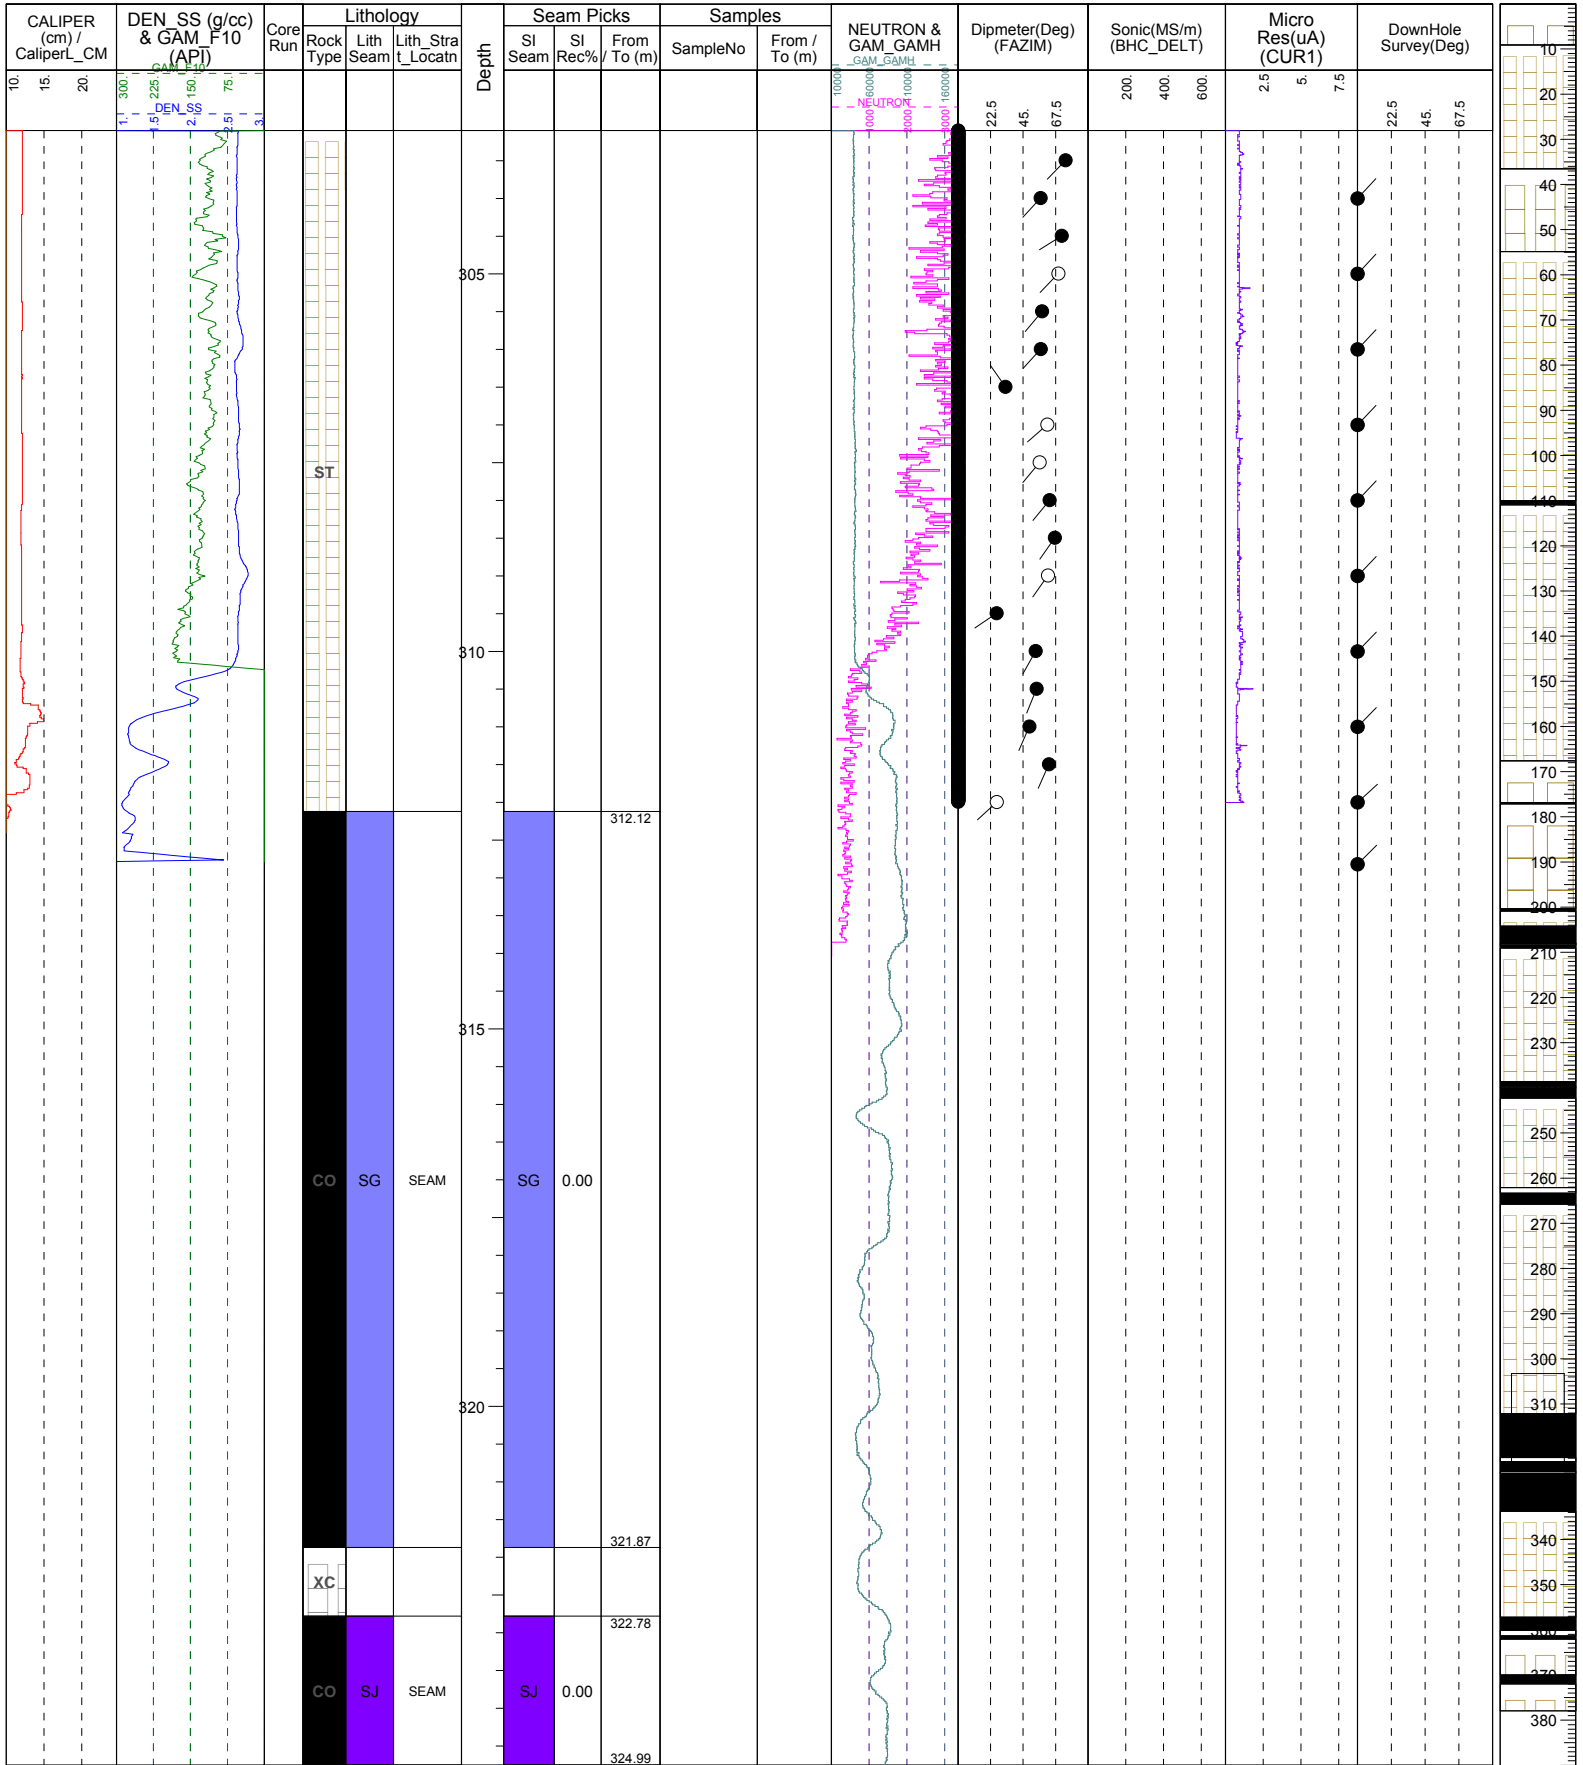 CALIPER
(cm) /
CaliperL_CM
DEN_SS (g/cc)
& GAM_F10
(API)
Core
Run
Lithology
Rock
Type
Lith
Seam
Lith_Stra
t_Locatn
Depth
Seam Picks
SI
Seam
SI
Rec%
From
/ To (m)
Samples
SampleNo
From /
To (m)
NEUTRON &
GAM_GAMH
Dipmeter(Deg)
(FAZIM)
Sonic(MS/m)
(BHC_DELT)
Micro
Res(uA)
(CUR1)
DownHole
Survey(Deg)
10. 15. 20.
GAM_F10
300. 225. 150. 75.
DEN_SS
1. 1.5 2. 2.5 3.
GAM_GAMH
NEUTRON
1000 2000 3000
22.5 45. 67.5
200. 400. 600.
2.5 5. 7.5
22.5 45. 67.5
305
ST
310
312.12
315
CO SG SEAM SG 0.00
320
321.87
XC
322.78
CO SJ SEAM SJ 0.00
324.99
10
20
30
40
50
60
70
80
90
100
110
120
130
140
150
160
170
180
190
200
210
220
230
250
260
270
280
290
300
310
340
350
370
380